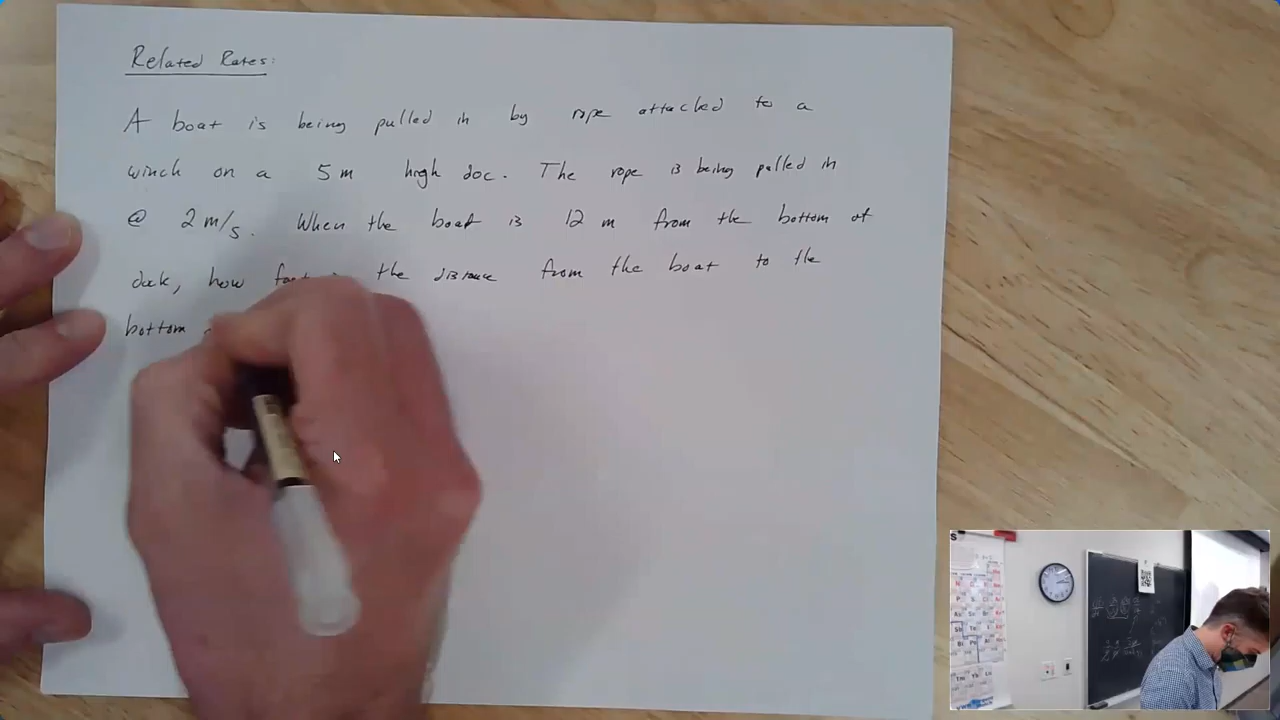 Related Rates:
A boat is being pulled in by rope attached to a
winch on a 5 m high doc. The rope is being pulled in
@ 2 m/s. When the boat is 12 m from the bottom of
dock, how the distance from the boat to the
bottom